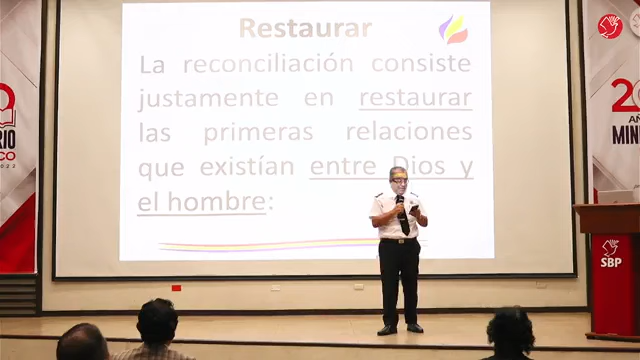 Restaurar
La reconciliación consiste
justamente en restaurar
las primeras relaciones
que existían entre Dios y
el hombre:
SBP